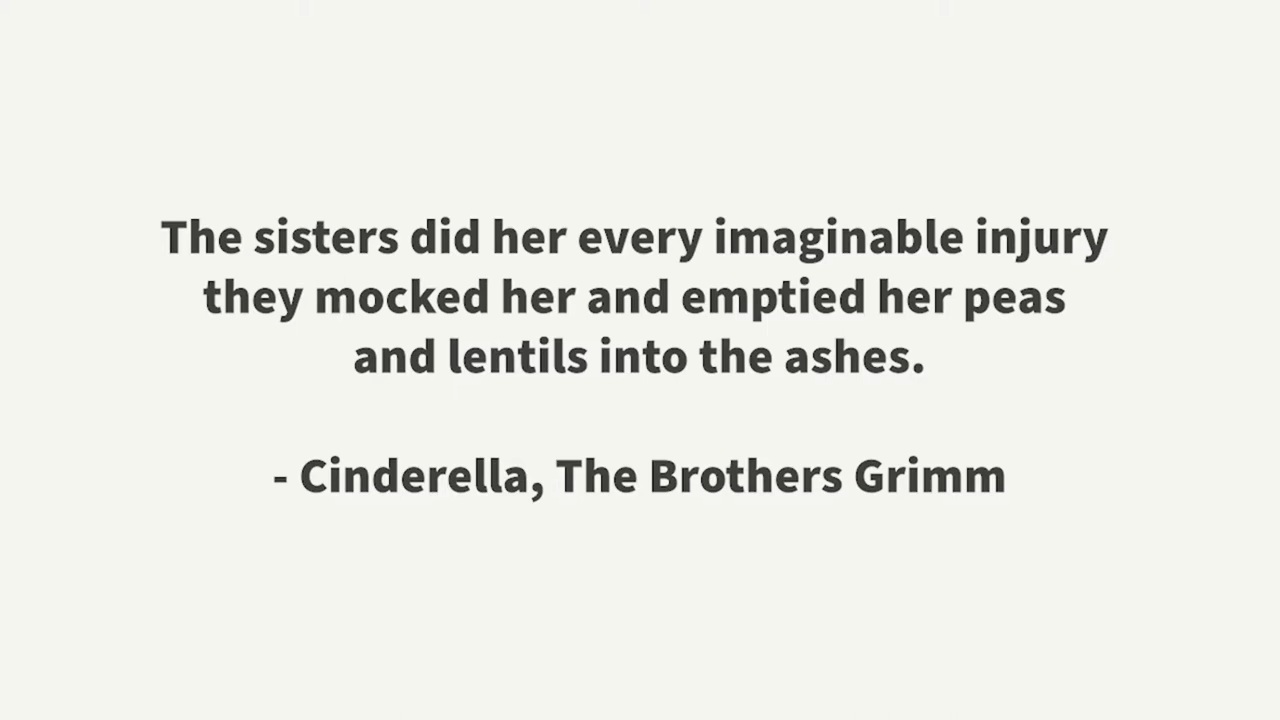 The sisters did her every imaginable injury
they mocked her and emptied her peas
and lentils into the ashes.
- Cinderella, The Brothers Grimm